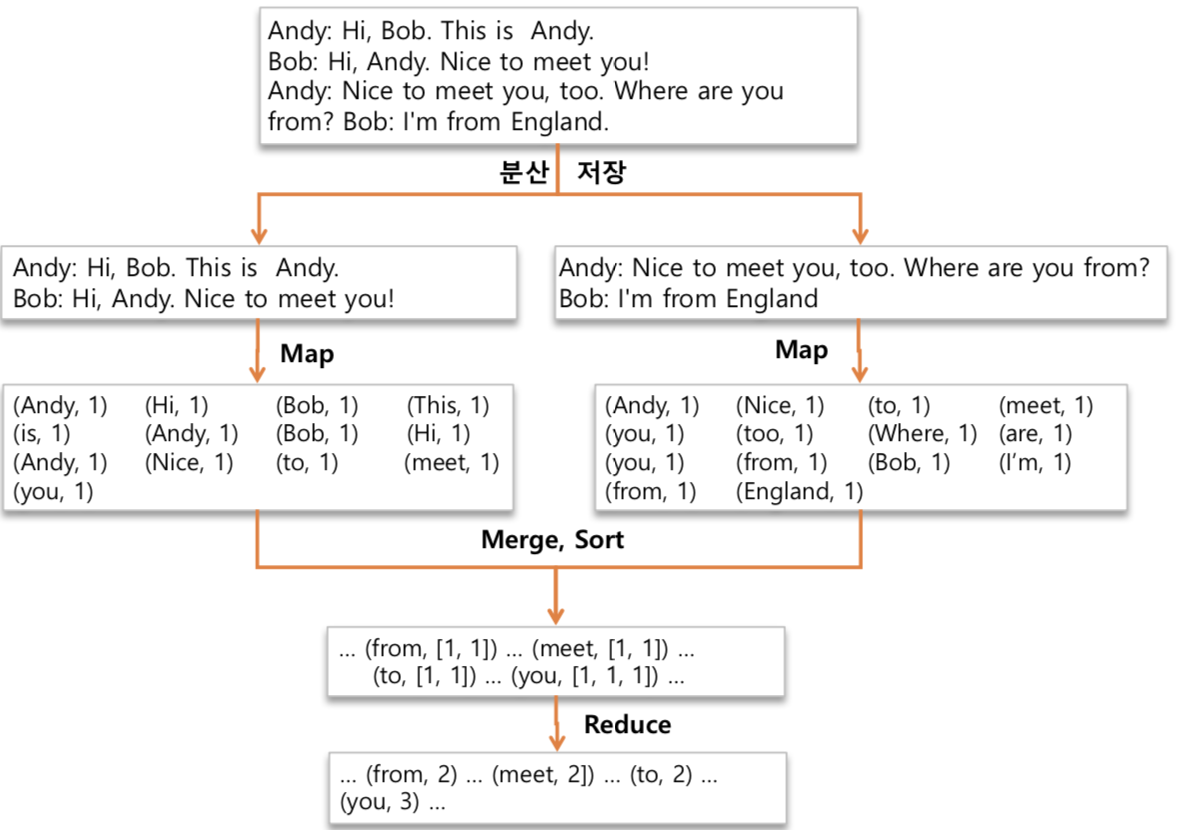 Andy: Hi, Bob. This is  Andy.
Bob: Hi, Andy. Nice to meet you!
Andy: Nice to meet you, too. Where are you
from? Bob: I'm from England.
분산 저장
Andy: Hi, Bob. This is  Andy.
Bob: Hi, Andy. Nice to meet you!
Andy: Nice to meet you, too. Where are you from?
Bob: I'm from England
Map
Map
(Andy, 1) (Hi, 1) (Bob, 1) (This, 1)
(is, 1) (Andy, 1) (Bob, 1) (Hi, 1)
(Andy, 1) (Nice, 1) (to, 1) (meet, 1)
(you, 1)
(Andy, 1) (Nice, 1) (to, 1) (meet, 1)
(you, 1) (too, 1) (Where, 1) (are, 1)
(you, 1) (from, 1) (Bob, 1) (I’m, 1)
(from, 1) (England, 1)
Merge, Sort
... (from, [1, 1]) ... (meet, [1, 1]) ...
(to, [1, 1]) ... (you, [1, 1, 1]) ...
Reduce
... (from, 2) ... (meet, 2]) ... (to, 2) ...
(you, 3) ...